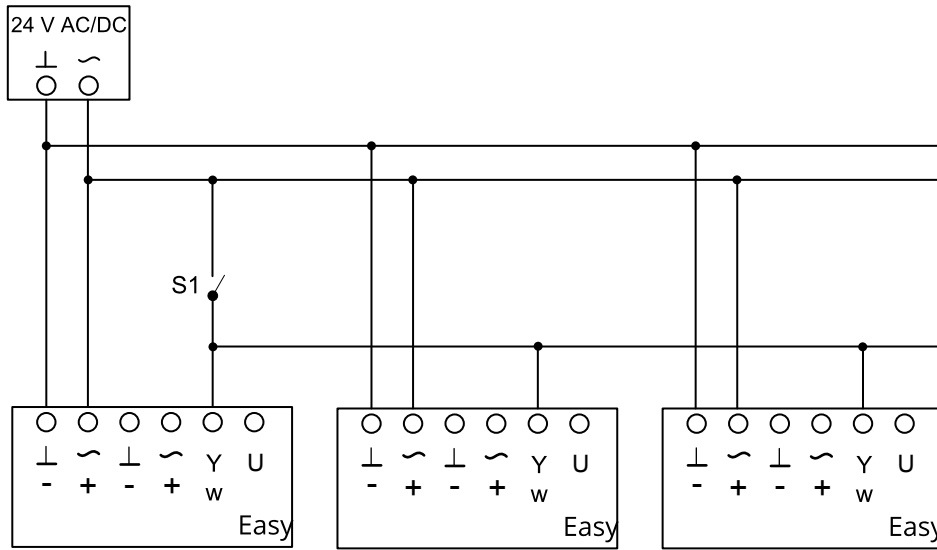 24 V AC/DC
⊥ ~
S1
⊥ ~ ⊥ ~ Y U
- + - + w
Easy
⊥ ~ ⊥ ~ Y U
- + - + w
Easy
⊥ ~ ⊥ ~ Y U
- + - + w
Easy